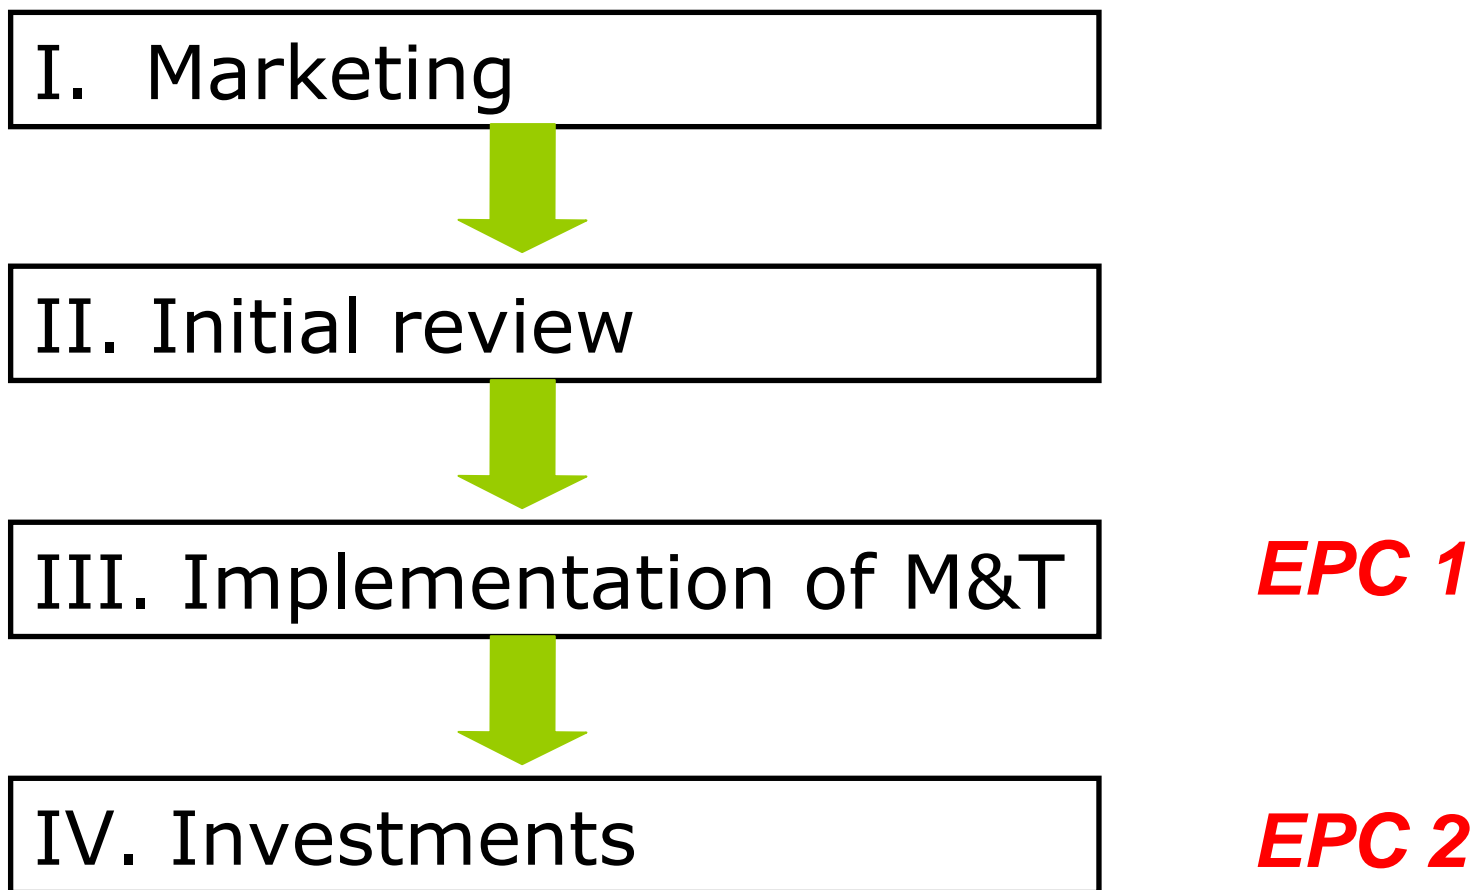 I. Marketing
II. Initial review
III. Implementation of M&T
EPC 1
IV. Investments
EPC 2